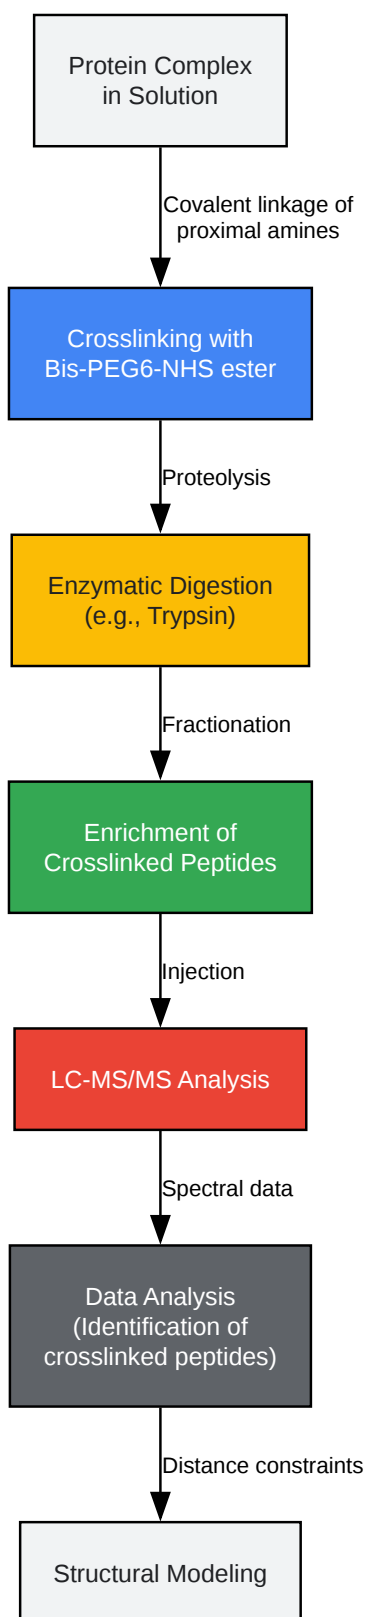 Protein Complex
in Solution
Covalent linkage of
proximal amines
Crosslinking with
Bis-PEG6-NHS ester
Proteolysis
Enzymatic Digestion
(e.g., Trypsin)
Fractionation
Enrichment of
Crosslinked Peptides
Injection
LC-MS/MS Analysis
Spectral data
Data Analysis
(Identification of
crosslinked peptides)
Distance constraints
Structural Modeling